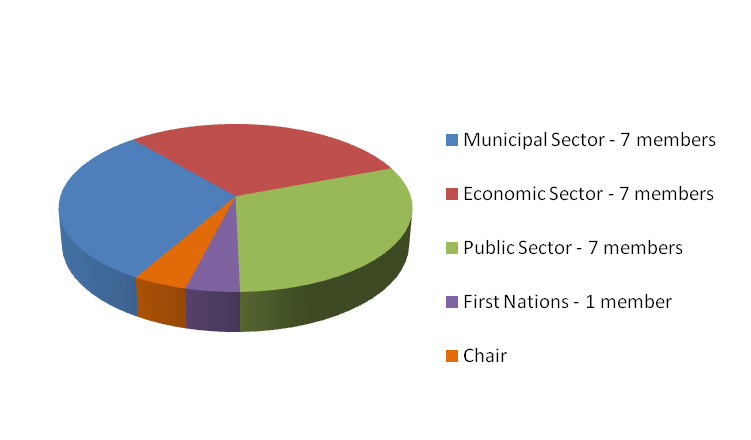 Municipal Sector - 7 members
Economic Sector - 7 members
Public Sector - 7 members
First Nations - 1 member
Chair